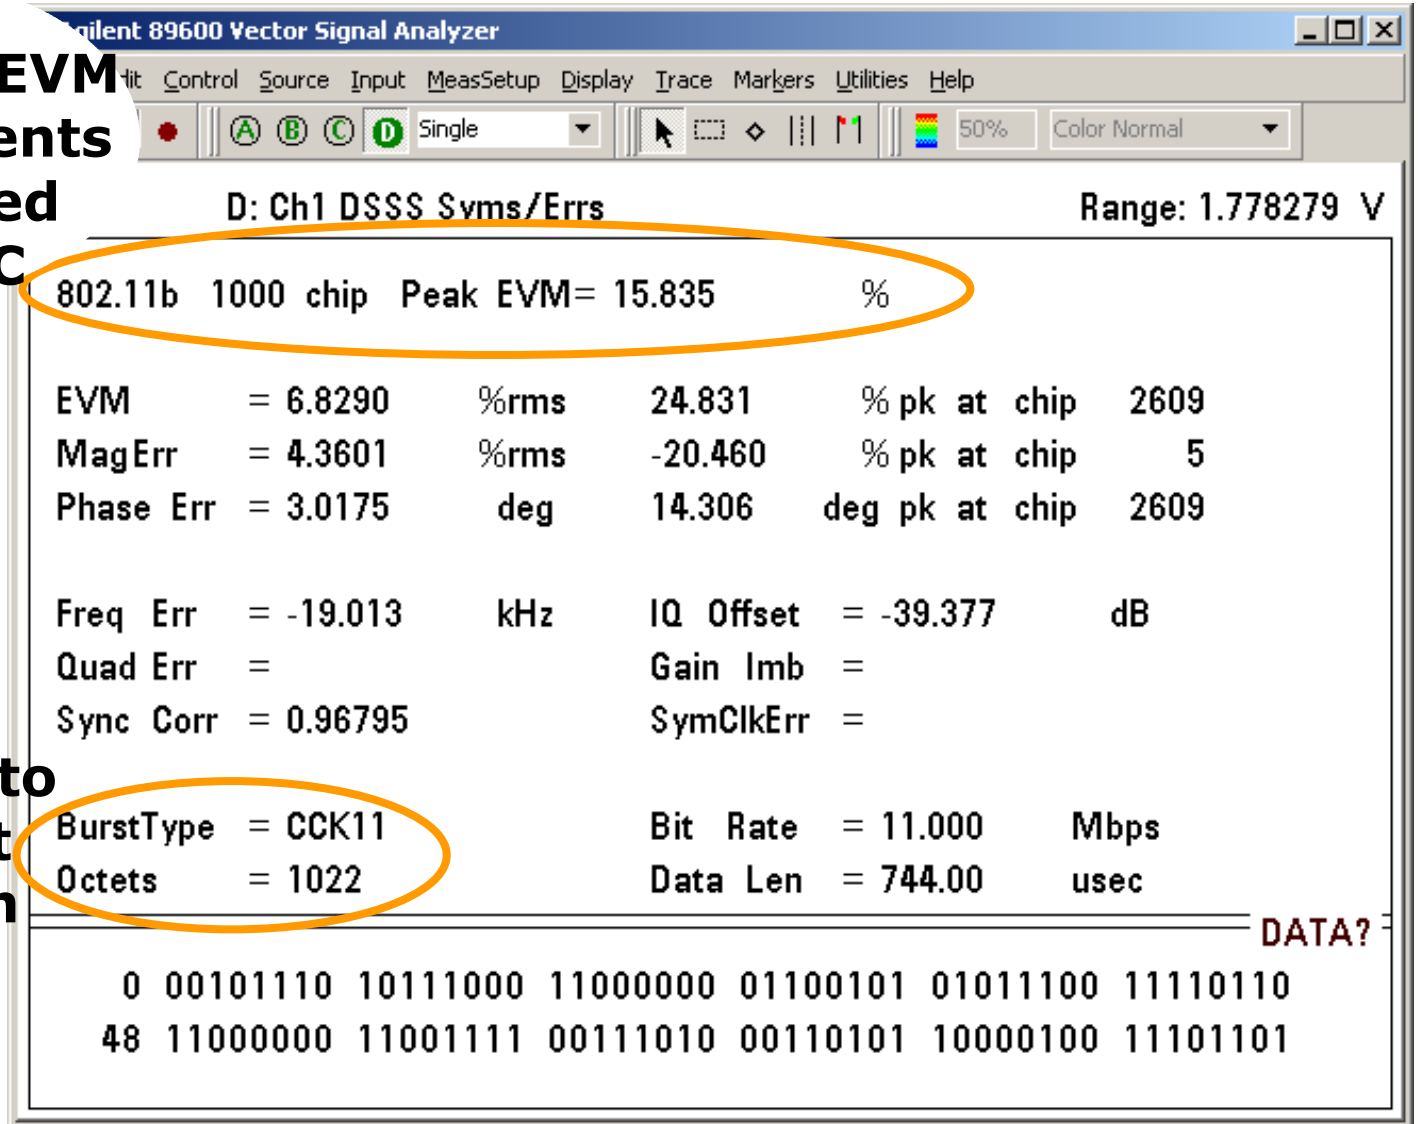 gilent 89600 Vector Signal Analyzer
EVM
dit Control Source Input MeasSetup Display Trace Markers Utilities Help
ents
A B C D Single 50% Color Normal
ed
D: Ch1 DSSS Syms/Errs Range: 1.778279 V
C
802.11b 1000 chip Peak EVM= 15.835 %
EVM = 6.8290 %rms 24.831 % pk at chip 2609
MagErr = 4.3601 %rms -20.460 % pk at chip 5
Phase Err = 3.0175 deg 14.306 deg pk at chip 2609
Freq Err = -19.013 kHz IQ Offset = -39.377 dB
Quad Err = Gain Imb =
Sync Corr = 0.96795 SymClkErr =
to
BurstType = CCK11 Bit Rate = 11.000 Mbps
t
Octets = 1022 Data Len = 744.00 usec
n
DATA?
0 00101110 10111000 11000000 01100101 01011100 11110110
48 11000000 11001111 00111010 00110101 10000100 11101101